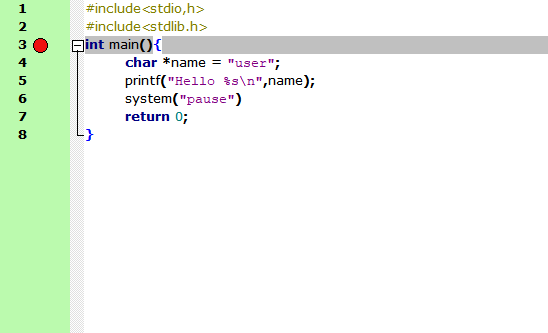 1 #include<stdio,h>
2 #include<stdlib.h>
3 int main(){
4 char *name = "user";
5 printf("Hello %s\n",name);
6 system("pause")
7 return 0;
8 }